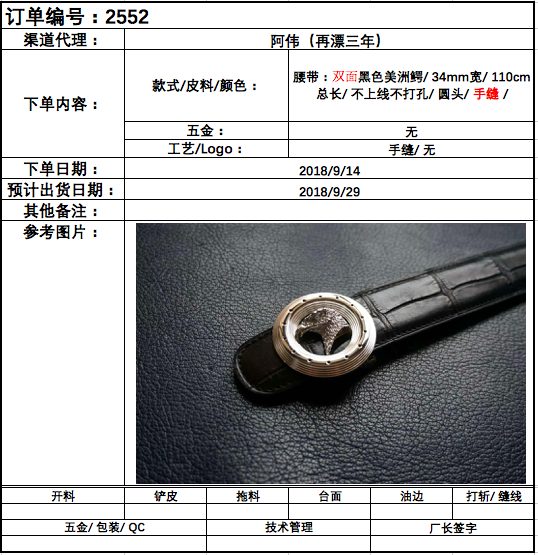 订单编号：2552
渠道代理：
阿伟（再漂三年）
下单内容：
款式/皮料/颜色：
腰带：双面黑色美洲鳄/ 34mm宽/ 110cm
总长/ 不上线不打孔/ 圆头/ 手缝 /
五金：
无
工艺/Logo：
手缝/ 无
下单日期：
2018/9/14
预计出货日期：
2018/9/29
其他备注：
参考图片：
开料
铲皮
拖料
台面
油边
打斩/ 缝线
五金/ 包装/ QC
技术管理
厂长签字